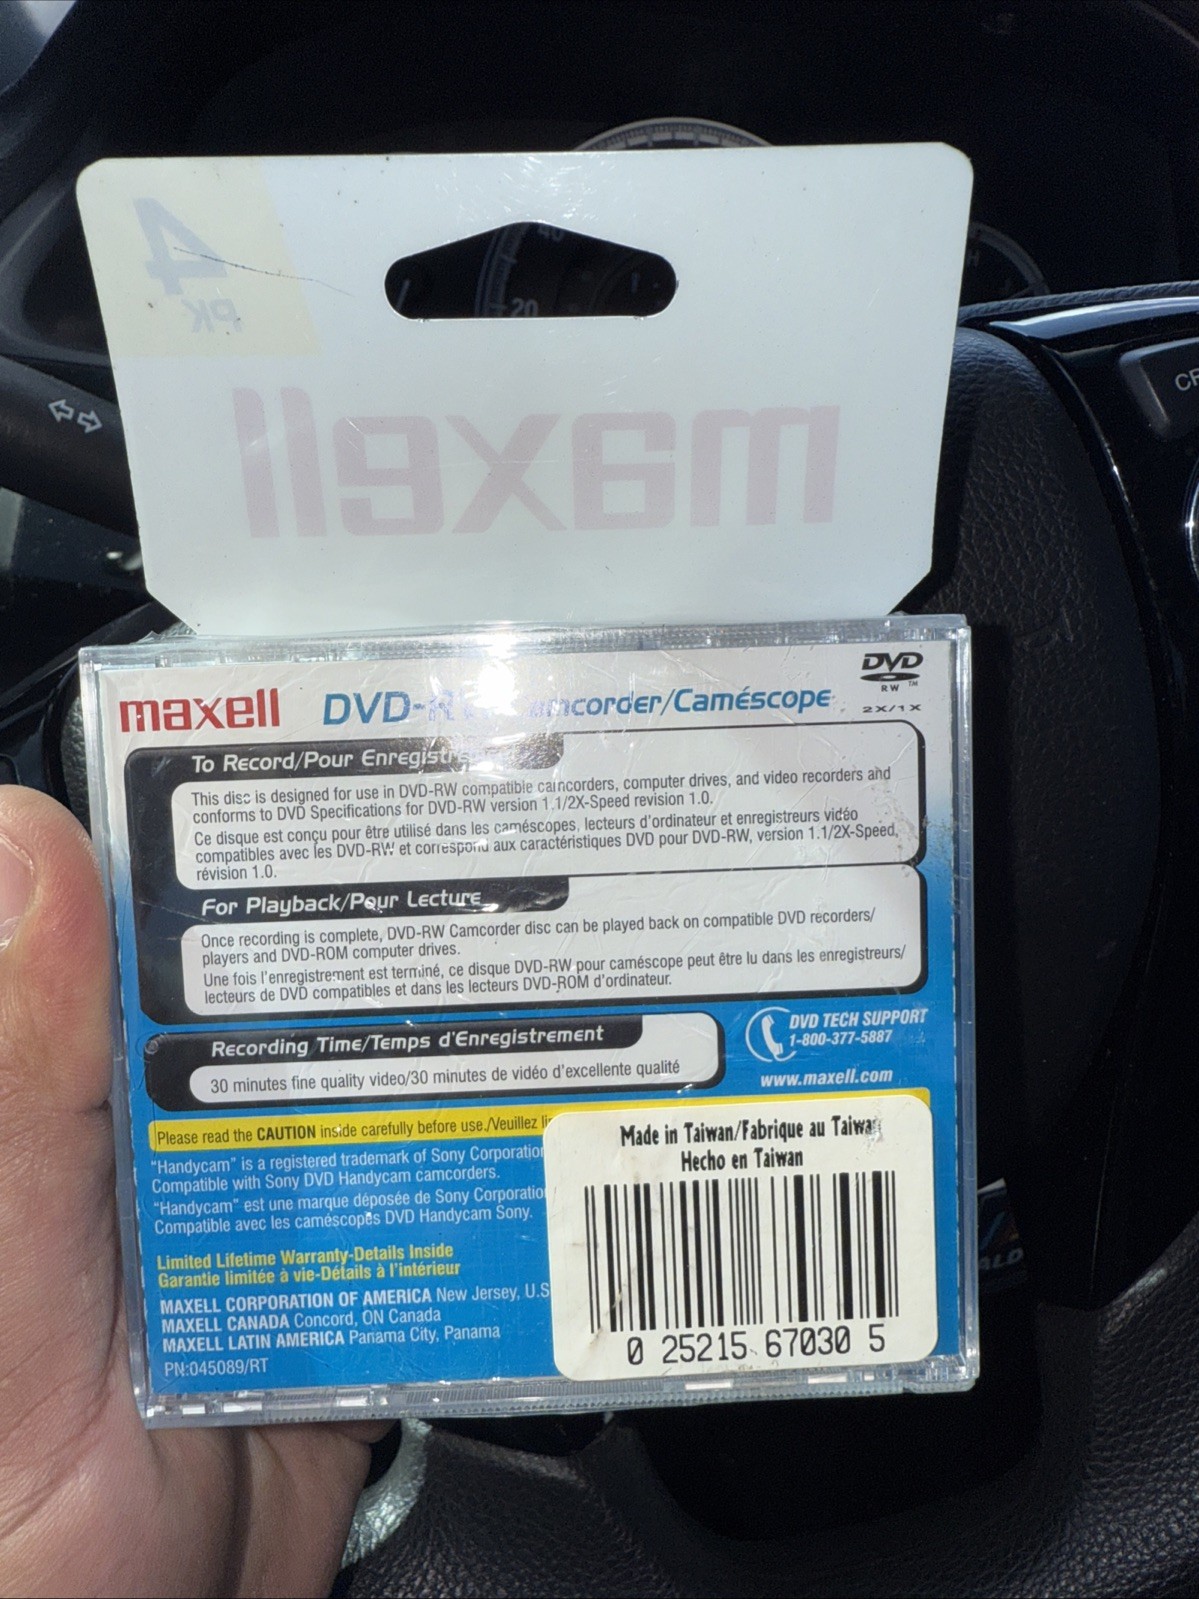 4
PK
maxell
maxell DVD-RW Camcorder/Caméscope
DVD
RW ™
2X/1X
To Record/Pour Enregistrer
This disc is designed for use in DVD-RW compatible camcorders, computer drives, and video recorders and
conforms to DVD Specifications for DVD-RW version 1.1/2X-Speed revision 1.0.
Ce disque est conçu pour être utilisé dans les caméscopes, lecteurs d'ordinateur et enregistreurs vidéo
compatibles avec les DVD-RW et correspond aux caractéristiques DVD pour DVD-RW, version 1.1/2X-Speed,
révision 1.0.
For Playback/Pour Lecture
Once recording is complete, DVD-RW Camcorder disc can be played back on compatible DVD recorders/
players and DVD-ROM computer drives.
Une fois l'enregistrement est terminé, ce disque DVD-RW pour caméscope peut être lu dans les enregistreurs/
lecteurs de DVD compatibles et dans les lecteurs DVD-ROM d'ordinateur.
Recording Time/Temps d'Enregistrement
30 minutes fine quality video/30 minutes de vidéo d'excellente qualité
DVD TECH SUPPORT
1-800-377-5887
www.maxell.com
Please read the CAUTION inside carefully before use./Veuillez
"Handycam" is a registered trademark of Sony Corporation
Compatible with Sony DVD Handycam camcorders.
"Handycam" est une marque déposée de Sony Corporation
Compatible avec les caméscopes DVD Handycam Sony.
Limited Lifetime Warranty-Details Inside
Garantie limitée à vie-Détails à l'intérieur
MAXELL CORPORATION OF AMERICA New Jersey, U.S
MAXELL CANADA Concord, ON Canada
MAXELL LATIN AMERICA Panama City, Panama
PN:045089/RT
Made in Taiwan/Fabrique au Taiwan
Hecho en Taiwan
0 25215 67030 5
40
20
H